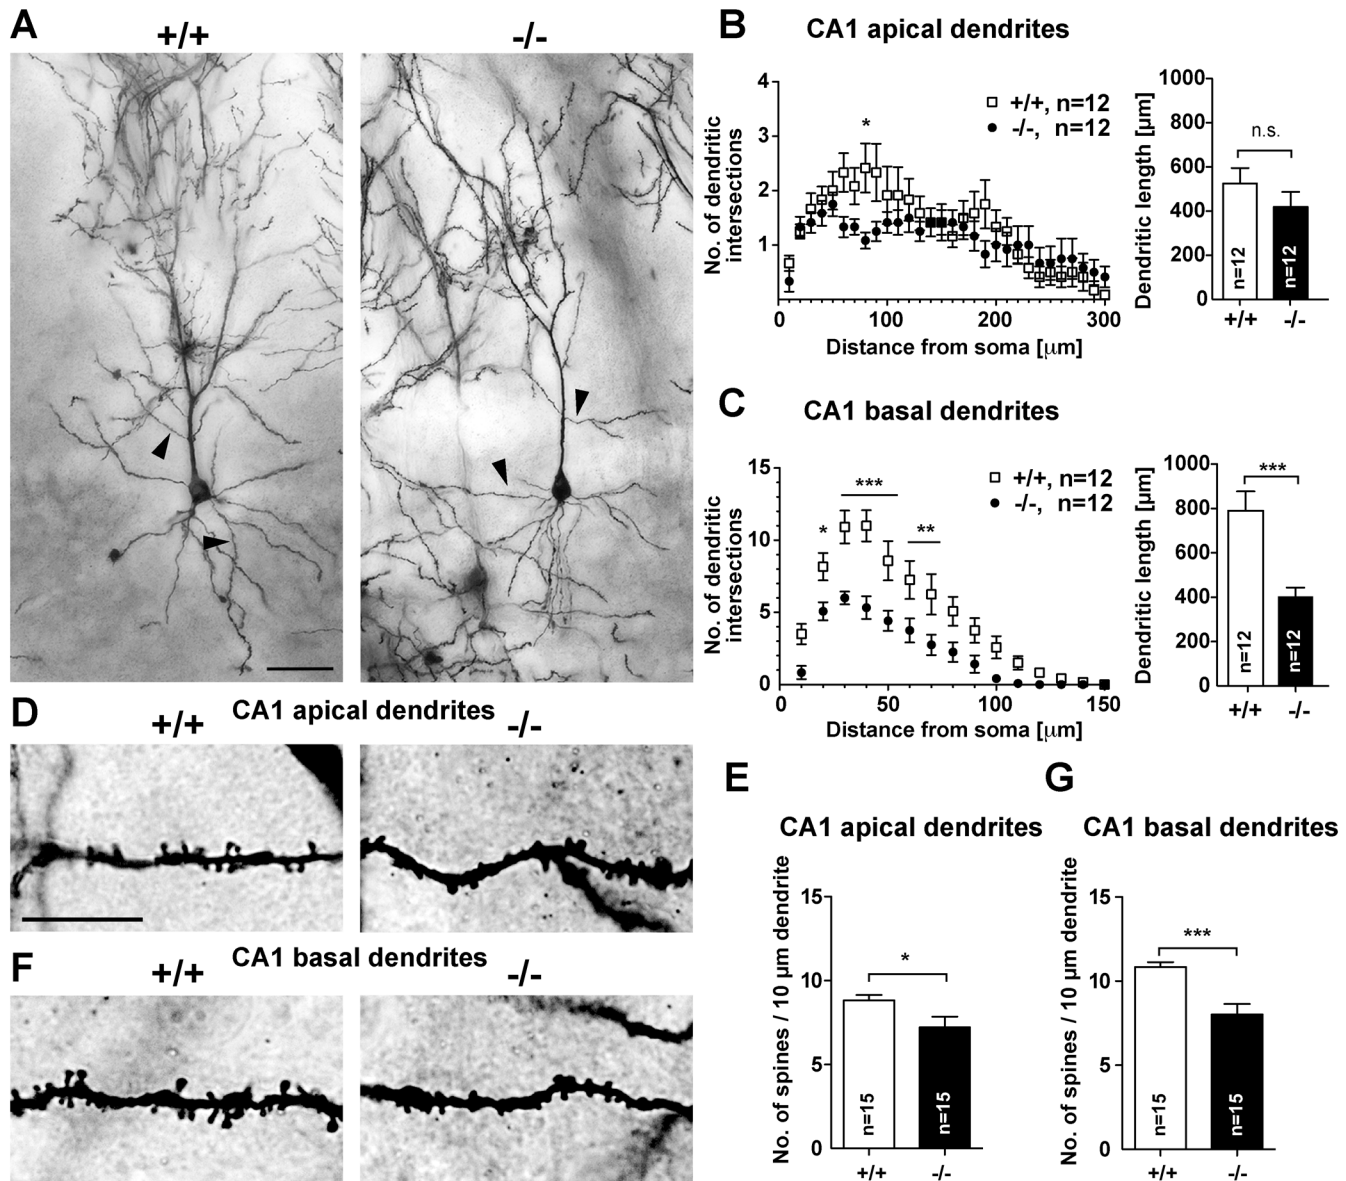 A
+/+
-/-
B
CA1 apical dendrites
No. of dendritic
intersections
4
3
2
1
*
+/+, n=12
-/-, n=12
0
100
200
300
Distance from soma [µm]
Dendritic length [µm]
1000
800
600
400
200
0
n.s.
n=12
n=12
+/+
-/-
C
CA1 basal dendrites
No. of dendritic
intersections
15
10
5
0
*
***
**
+/+, n=12
-/-, n=12
0
50
100
150
Distance from soma [µm]
Dendritic length [µm]
1000
800
600
400
200
0
***
n=12
n=12
+/+
-/-
D
CA1 apical dendrites
+/+
-/-
F
CA1 basal dendrites
+/+
-/-
E
CA1 apical dendrites
No. of spines / 10 µm dendrite
15
10
5
0
*
n=15
n=15
+/+
-/-
G
CA1 basal dendrites
No. of spines / 10 µm dendrite
15
10
5
0
***
n=15
n=15
+/+
-/-